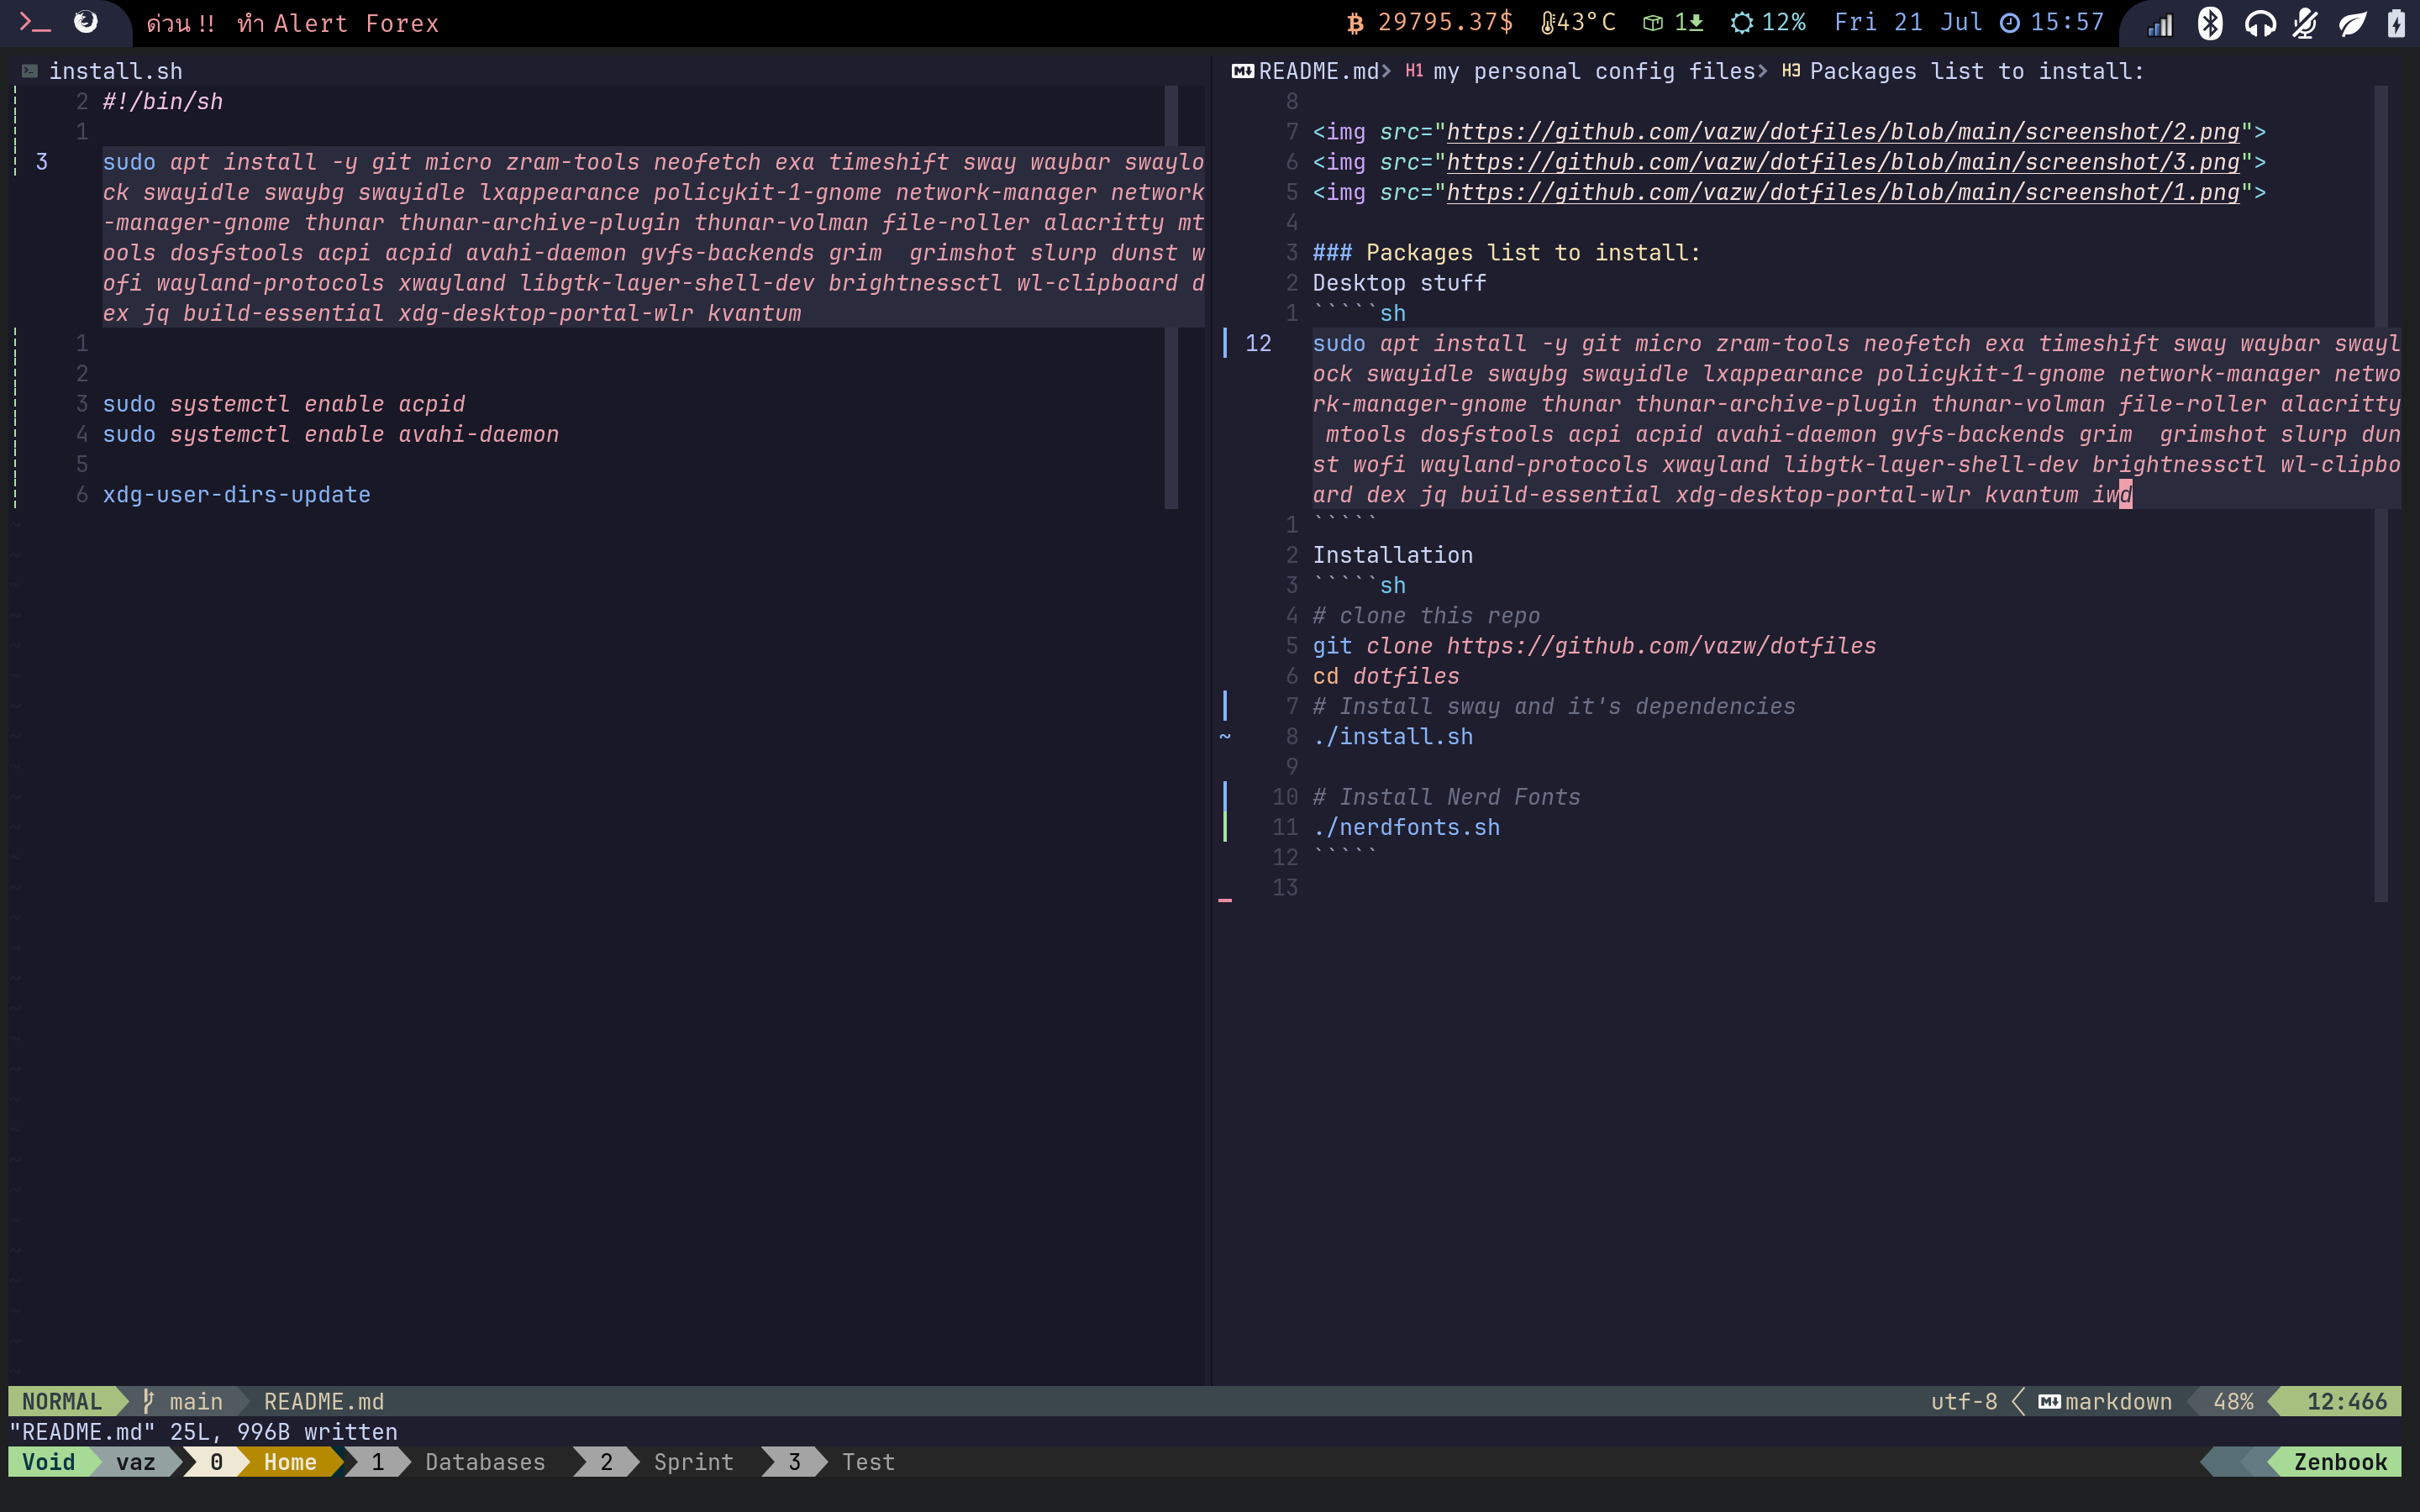 ด่วน !! ทำ Alert Forex
29795.37$ 43°C 1 12% Fri 21 Jul 15:57
install.sh
2 #!/bin/sh
1
3 sudo apt install -y git micro zram-tools neofetch exa timeshift sway waybar swaylo
ck swayidle swaybg swayidle lxappearance policykit-1-gnome network-manager network
-manager-gnome thunar thunar-archive-plugin thunar-volman file-roller alacritty mt
ools dosfstools acpi acpid avahi-daemon gvfs-backends grim  grimshot slurp dunst w
ofi wayland-protocols xwayland libgtk-layer-shell-dev brightnessctl wl-clipboard d
ex jq build-essential xdg-desktop-portal-wlr kvantum
1
2
3 sudo systemctl enable acpid
4 sudo systemctl enable avahi-daemon
5
6 xdg-user-dirs-update
README.md> H1 my personal config files> H3 Packages list to install:
8
7 <img src="https://github.com/vazw/dotfiles/blob/main/screenshot/2.png">
6 <img src="https://github.com/vazw/dotfiles/blob/main/screenshot/3.png">
5 <img src="https://github.com/vazw/dotfiles/blob/main/screenshot/1.png">
4
3 ### Packages list to install:
2 Desktop stuff
1 `````sh
12 sudo apt install -y git micro zram-tools neofetch exa timeshift sway waybar swayl
ock swayidle swaybg swayidle lxappearance policykit-1-gnome network-manager netwo
rk-manager-gnome thunar thunar-archive-plugin thunar-volman file-roller alacritty
mtools dosfstools acpi acpid avahi-daemon gvfs-backends grim  grimshot slurp dun
st wofi wayland-protocols xwayland libgtk-layer-shell-dev brightnessctl wl-clipbo
ard dex jq build-essential xdg-desktop-portal-wlr kvantum iwd
1 `````
2 Installation
3 `````sh
4 # clone this repo
5 git clone https://github.com/vazw/dotfiles
6 cd dotfiles
7 # Install sway and it's dependencies
~ 8 ./install.sh
9
10 # Install Nerd Fonts
11 ./nerdfonts.sh
12 `````
13
NORMAL main README.md utf-8 markdown 48% 12:466
"README.md" 25L, 996B written
Void vaz 0 Home 1 Databases 2 Sprint 3 Test Zenbook